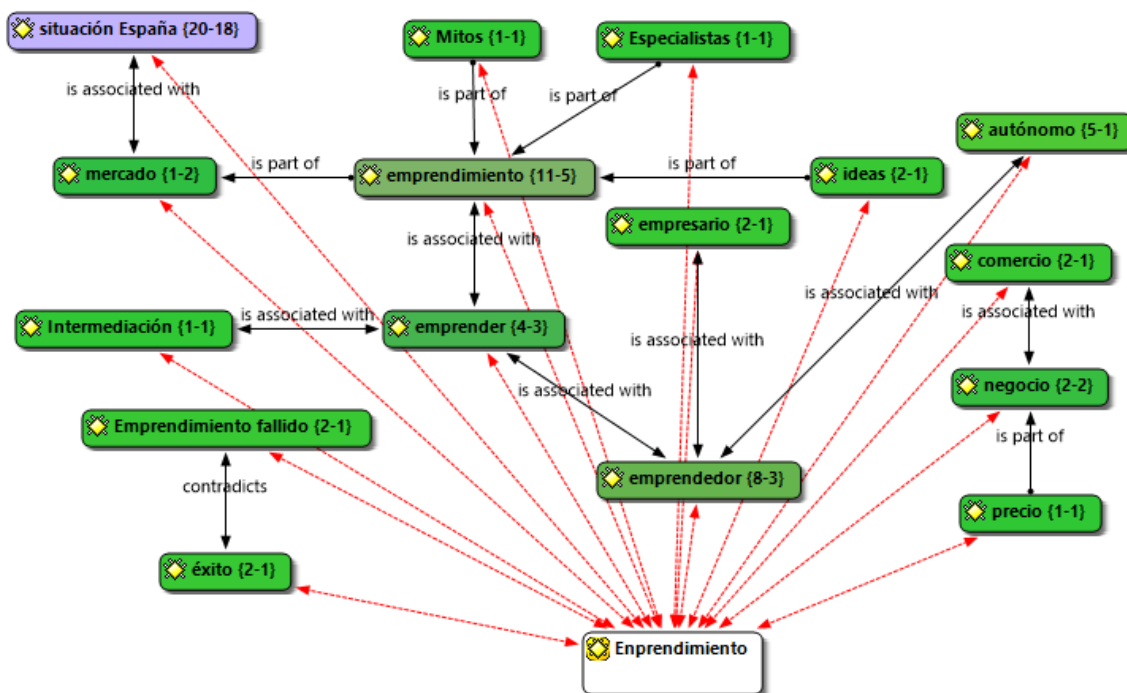 situación España {20-18}
Mitos {1-1}
Especialistas {1-1}
is associated with
is part of
is part of
autónomo {5-1}
mercado {1-2}
is part of
emprendimiento {11-5}
is part of
ideas {2-1}
empresario {2-1}
is associated with
comercio {2-1}
is associated with
Intermediación {1-1}
is associated with
emprender {4-3}
is associated with
is associated with
is associated with
negocio {2-2}
Emprendimiento fallido {2-1}
is part of
contradicts
emprendedor {8-3}
precio {1-1}
éxito {2-1}
Enprendimiento